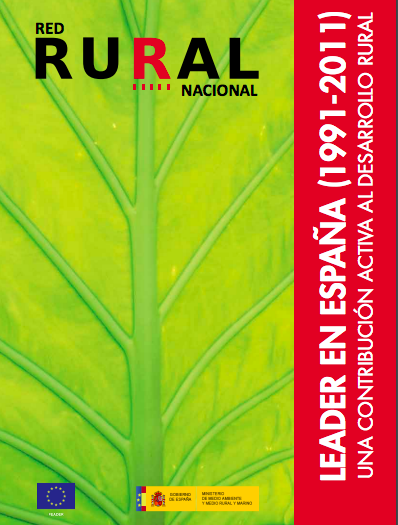 RED
RURAL
NACIONAL
LEADER EN ESPAÑA (1991-2011)
UNA CONTRIBUCIÓN ACTIVA AL DESARROLLO RURAL
GOBIERNO
DE ESPAÑA
MINISTERIO
DE MEDIO AMBIENTE
Y MEDIO RURAL Y MARINO